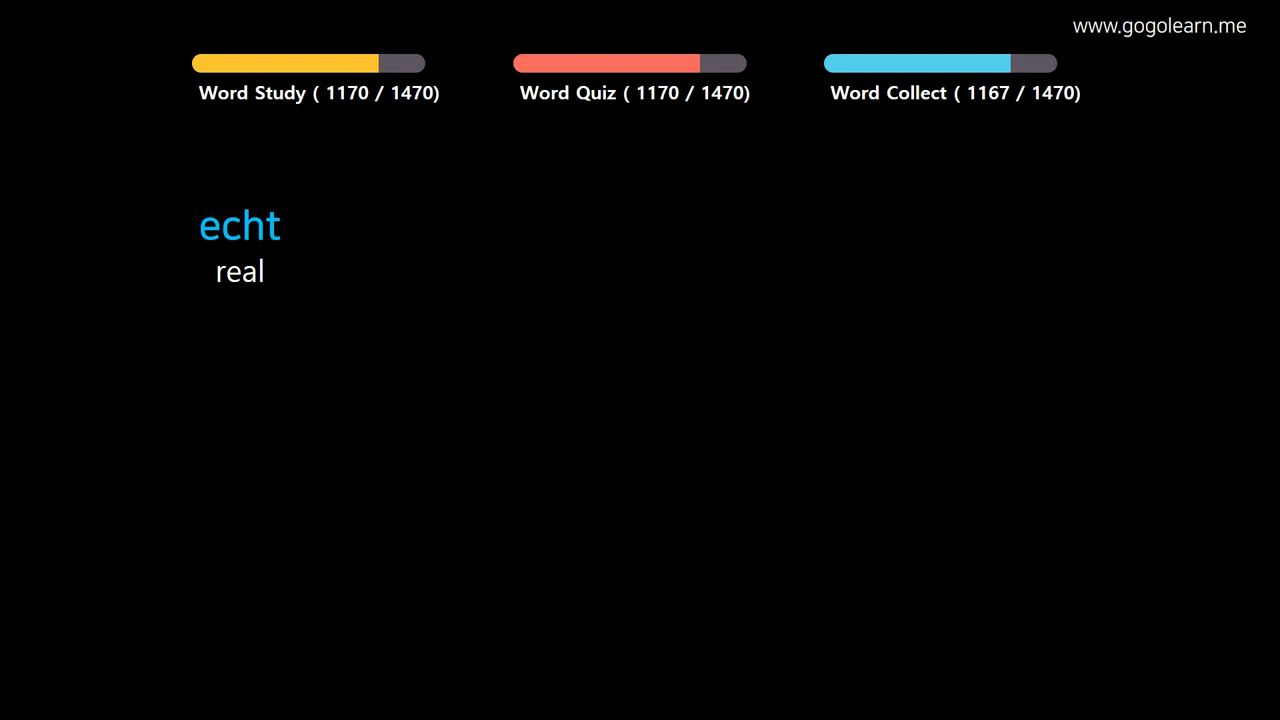 www.gogolearn.me
Word Study ( 1170 / 1470)
Word Quiz ( 1170 / 1470)
Word Collect ( 1167 / 1470)
echt
real